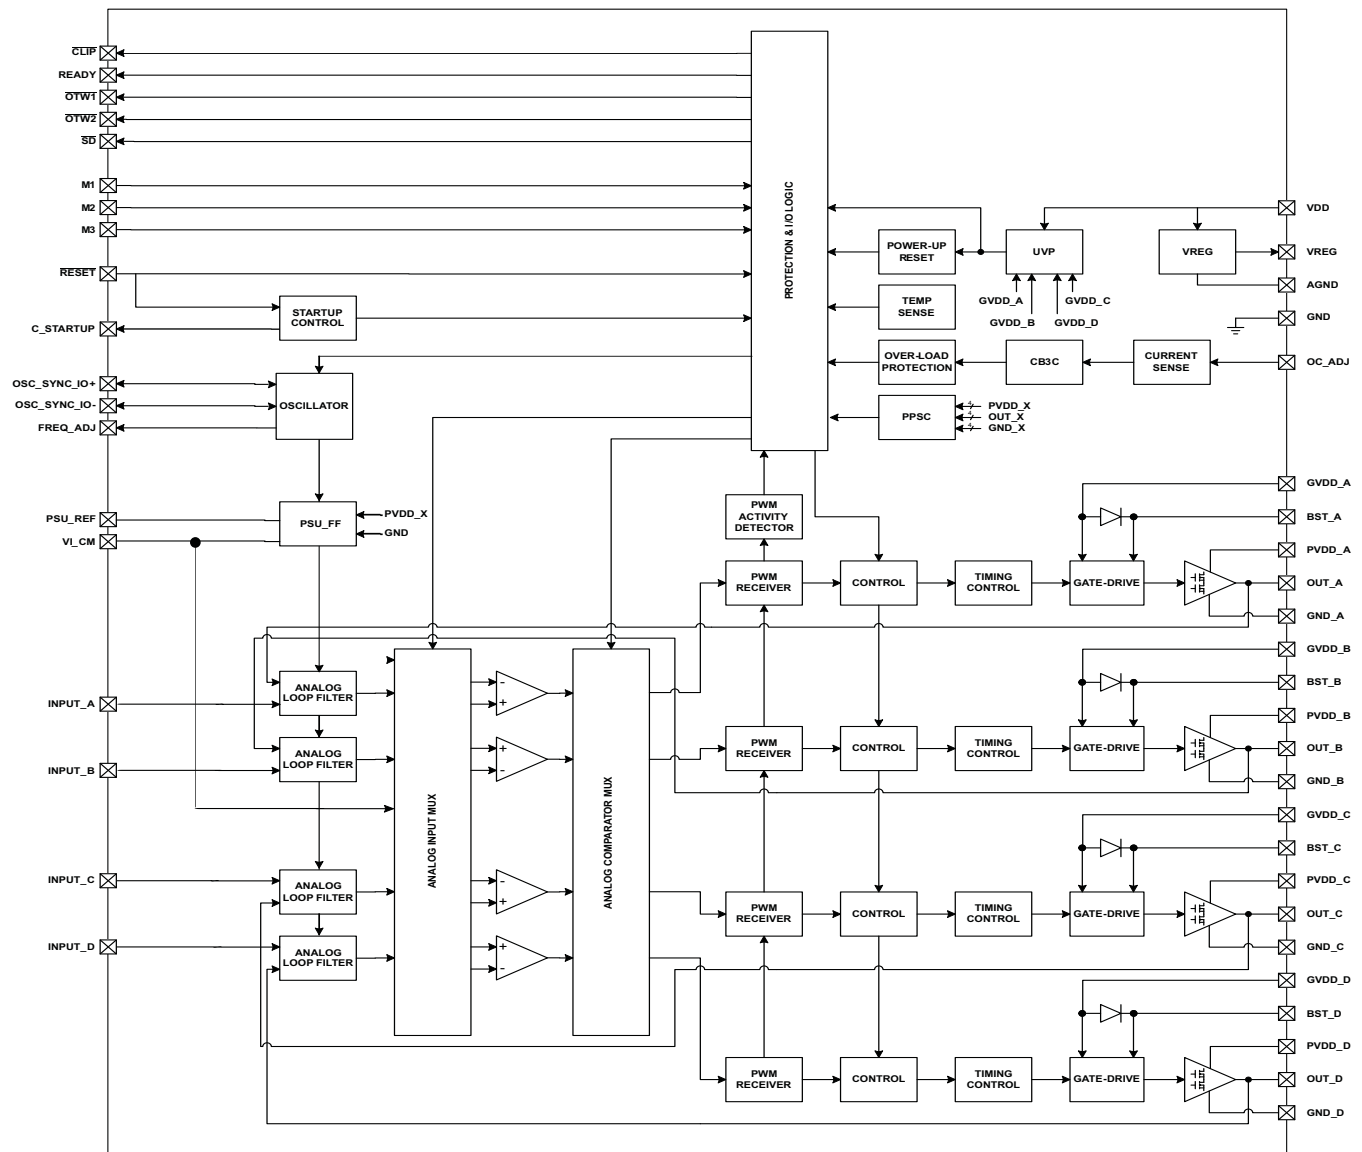 CLIP
READY
OTW1
OTW2
SD
M1
M2
M3
RESET
C_STARTUP
OSC_SYNC_IO+
OSC_SYNC_IO-
FREQ_ADJ
PSU_REF
VI_CM
INPUT_A
INPUT_B
INPUT_C
INPUT_D
STARTUP
CONTROL
OSCILLATOR
PSU_FF
PVDD_X
GND
ANALOG
LOOP FILTER
ANALOG
LOOP FILTER
ANALOG
LOOP FILTER
ANALOG
LOOP FILTER
ANALOG INPUT MUX
-
+
+
-
-
+
+
-
ANALOG COMPARATOR MUX
PROTECTION & I/O LOGIC
POWER-UP
RESET
UVP
VREG
GVDD_A
GVDD_C
GVDD_B
GVDD_D
TEMP
SENSE
OVER-LOAD
PROTECTION
CB3C
CURRENT
SENSE
PPSC
4
PVDD_X
4
OUT_X
4
GND_X
PWM
ACTIVITY
DETECTOR
PWM
RECEIVER
CONTROL
TIMING
CONTROL
GATE-DRIVE
PWM
RECEIVER
CONTROL
TIMING
CONTROL
GATE-DRIVE
PWM
RECEIVER
CONTROL
TIMING
CONTROL
GATE-DRIVE
PWM
RECEIVER
CONTROL
TIMING
CONTROL
GATE-DRIVE
VDD
VREG
AGND
GND
OC_ADJ
GVDD_A
BST_A
PVDD_A
OUT_A
GND_A
GVDD_B
BST_B
PVDD_B
OUT_B
GND_B
GVDD_C
BST_C
PVDD_C
OUT_C
GND_C
GVDD_D
BST_D
PVDD_D
OUT_D
GND_D